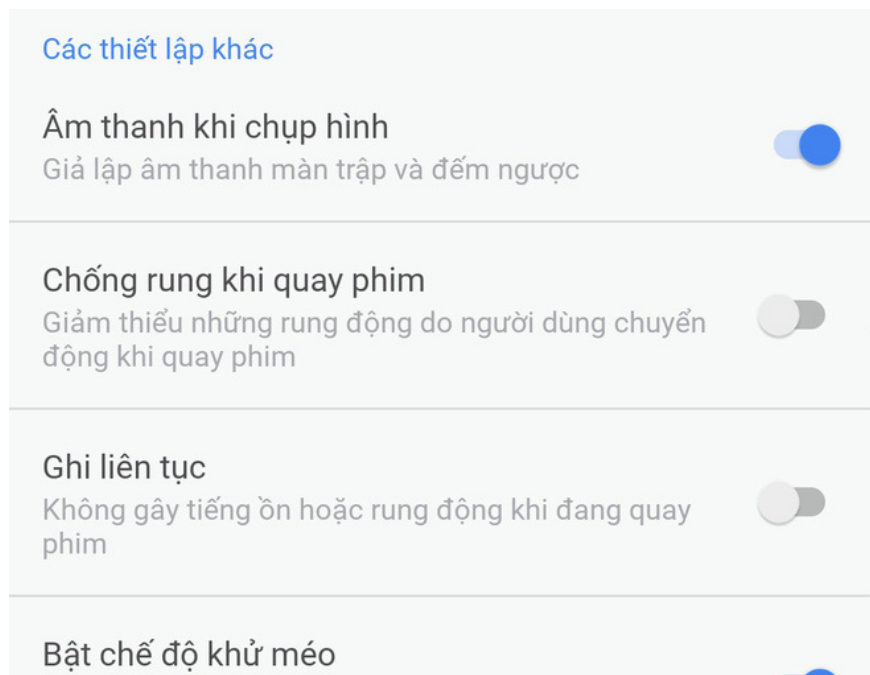 Các thiết lập khác
Âm thanh khi chụp hình
Giả lập âm thanh màn trập và đếm ngược
Chống rung khi quay phim
Giảm thiểu những rung động do người dùng chuyển
động khi quay phim
Ghi liên tục
Không gây tiếng ồn hoặc rung động khi đang quay
phim
Bật chế độ khử méo